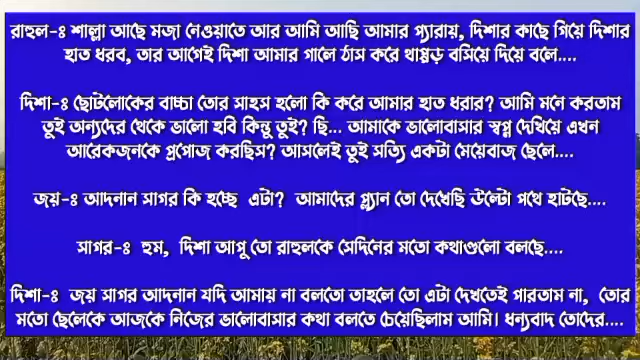 রাহুল-ঃ শাল্লা আছে মজা নেওয়াতে আর আমি আছি আমার প্যারায়, দিশার কাছে গিয়ে দিশার
হাত ধরব, তার আগেই দিশা আমার গালে ঠাস করে থাপ্পড় বসিয়ে দিয়ে বলে....
দিশা-ঃ ছোটলোকের বাচ্চা তোর সাহস হলো কি করে আমার হাত ধরার? আমি মনে করতাম
তুই অন্যদের থেকে ভালো হবি কিন্তু তুই? ছি... আমাকে ভালোবাসার স্বপ্ন দেখিয়ে এখন
আরেকজনকে প্রপোজ করছিস? আসলেই তুই সত্যি একটা মেয়েবাজ ছেলে....
জয়-ঃ আদনান সাগর কি হচ্ছে এটা? আমাদের প্ল্যান তো দেখেছি উল্টো পথে হাটছে....
সাগর-ঃ হুম, দিশা আপু তো রাহুলকে সেদিনের মতো কথাগুলো বলছে....
দিশা-ঃ জয় সাগর আদনান যদি আমায় না বলতো তাহলে তো এটা দেখতেই পারতাম না, তোর
মতো ছেলেকে আজকে নিজের ভালোবাসার কথা বলতে চেয়েছিলাম আমি। ধন্যবাদ তোদের....